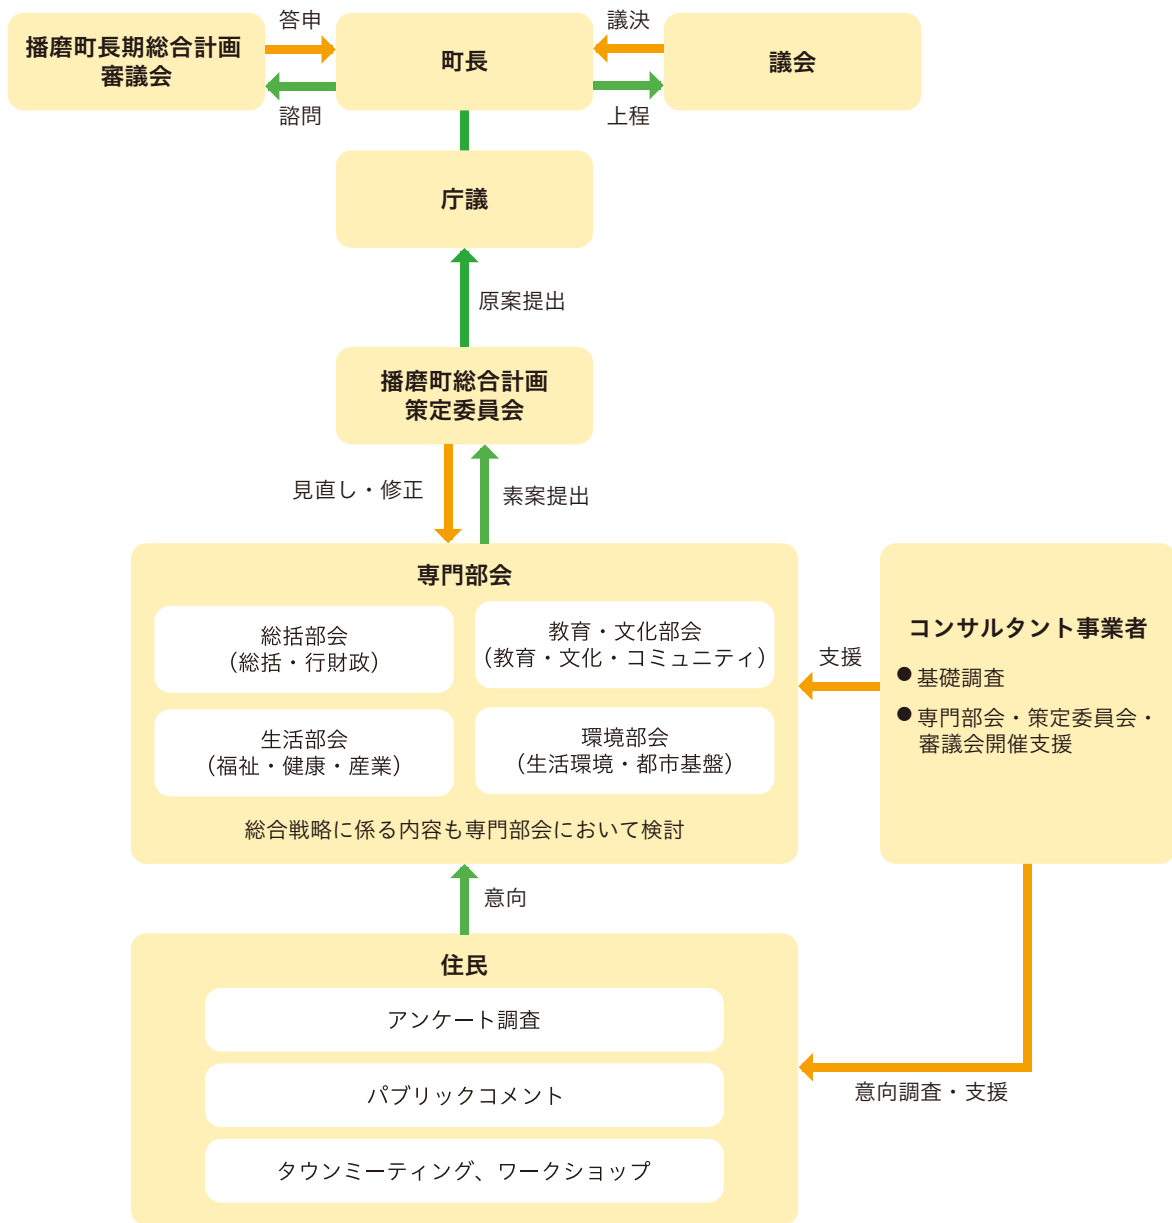 答申
議決
播磨町長期総合計画
審議会
町長
議会
諮問
上程
庁議
原案提出
播磨町総合計画
策定委員会
見直し・修正
素案提出
専門部会
総括部会
（総括・行財政）
教育・文化部会
（教育・文化・コミュニティ）
生活部会
（福祉・健康・産業）
環境部会
（生活環境・都市基盤）
総合戦略に係る内容も専門部会において検討
支援
コンサルタント事業者
●基礎調査
●専門部会・策定委員会・
審議会開催支援
意向
住民
アンケート調査
パブリックコメント
タウンミーティング、ワークショップ
意向調査・支援